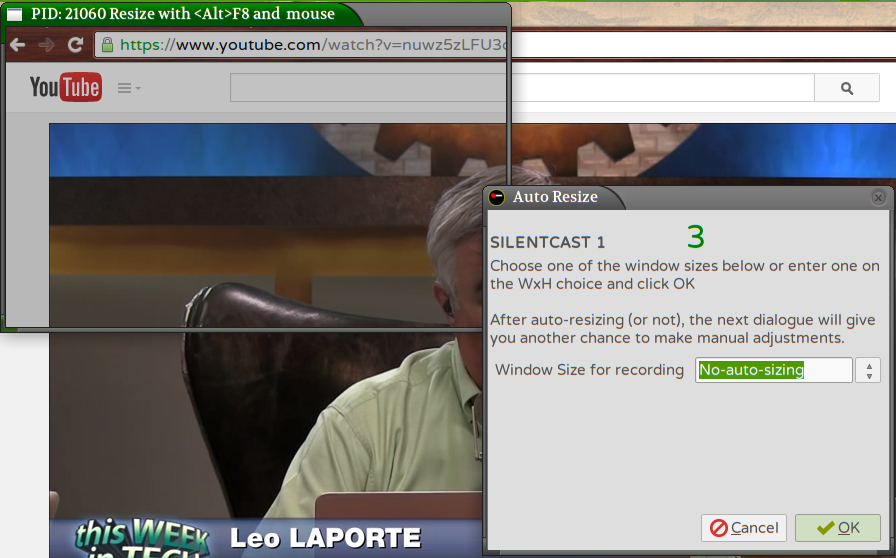 PID: 21060 Resize with <Alt>F8 and mouse
https://www.youtube.com/watch?v=nuwz5zLFU3
YouTube
Auto Resize
SILENTCAST 1
3
Choose one of the window sizes below or enter one on
the WxH choice and click OK
After auto-resizing (or not), the next dialogue will give
you another chance to make manual adjustments.
Window Size for recording
No-auto-sizing
Cancel
OK
this WEEK
in TECH
Leo LAPORTE